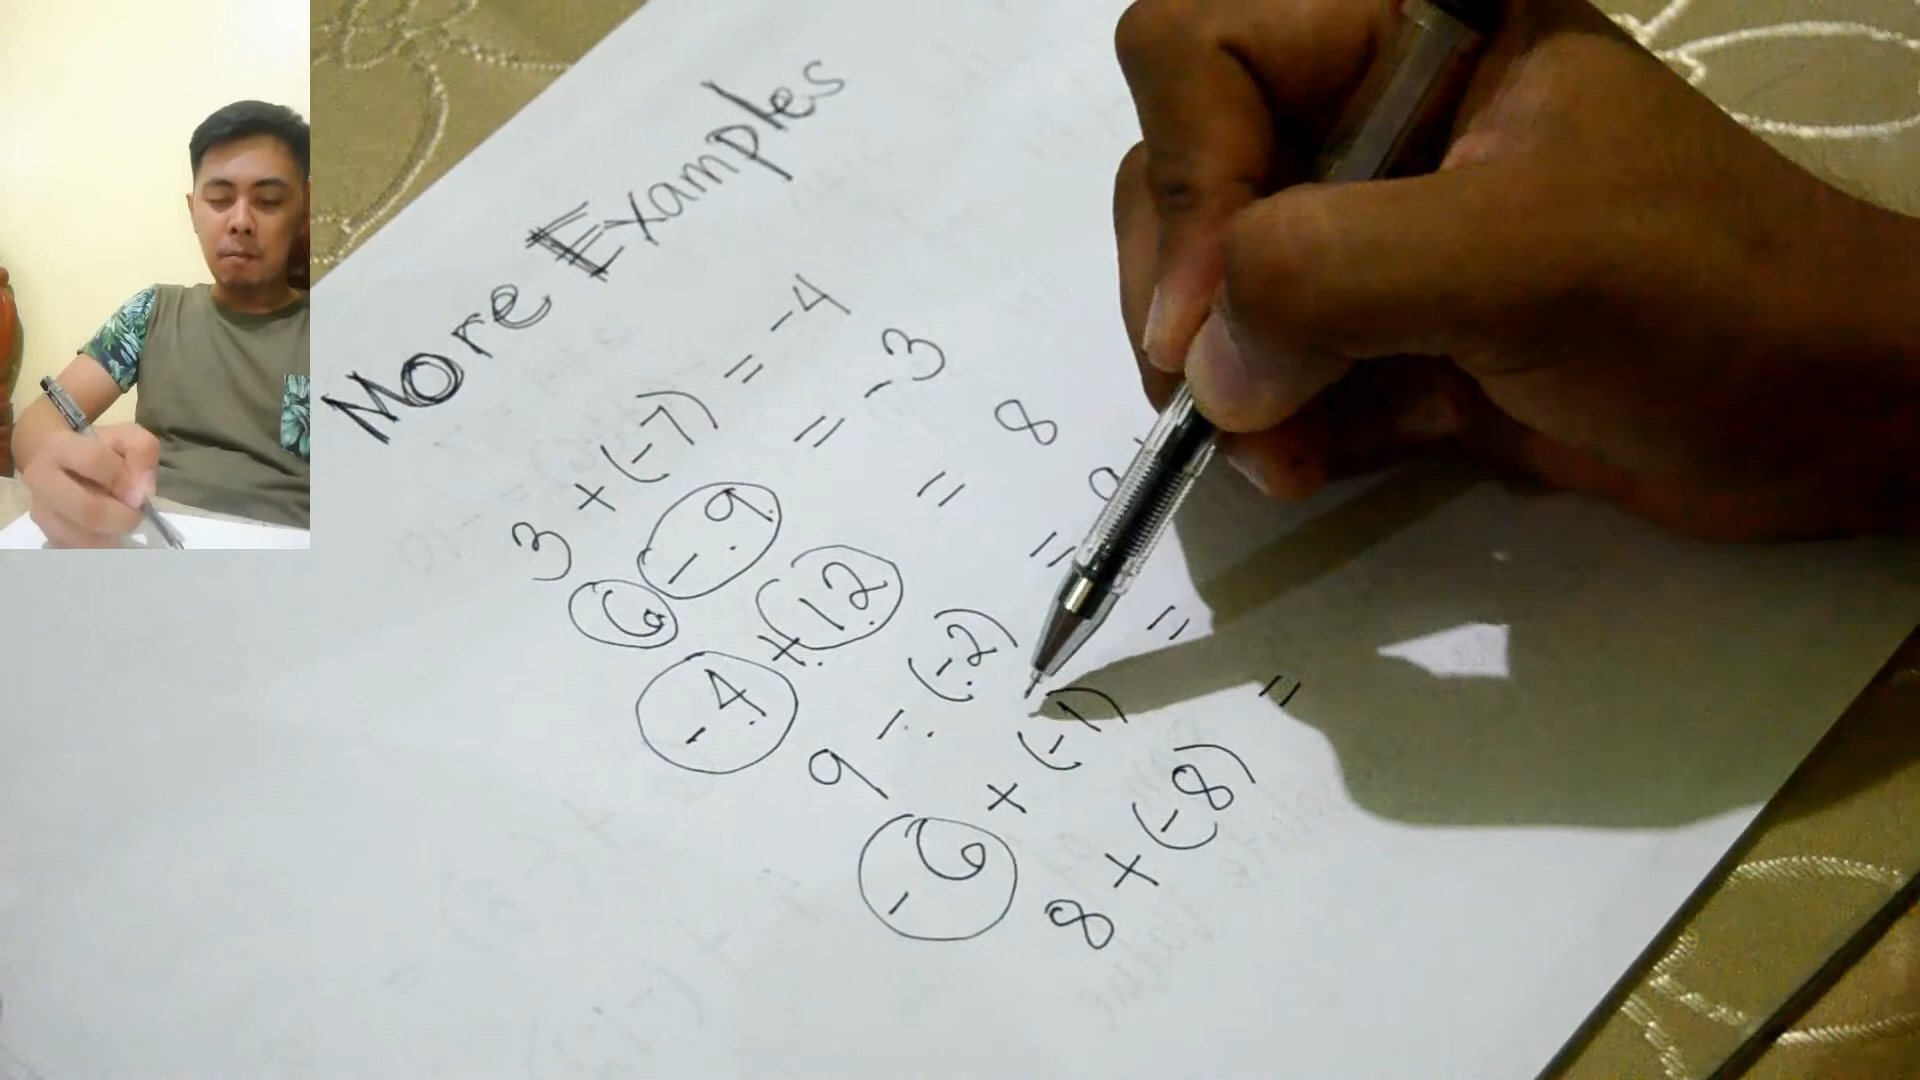 More Examples
3 + (-7) = -4
6 - 9 = -3
-4 + 12 = 8
9 - (-2) =
-6 + (-1) =
8 + (-8) =